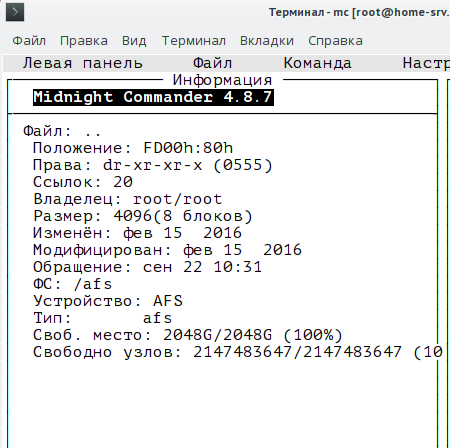 Терминал - mc [root@home-srv.
Файл Правка Вид Терминал Вкладки Справка
Левая панель Файл Команда Настр
Информация
Midnight Commander 4.8.7
Файл: ..
Положение: FD00h:80h
Права: dr-xr-xr-x (0555)
Ссылок: 20
Владелец: root/root
Размер: 4096(8 блоков)
Изменён: фев 15 2016
Модифицирован: фев 15 2016
Обращение: сен 22 10:31
ФС: /afs
Устройство: AFS
Тип: afs
Своб. место: 2048G/2048G (100%)
Свободно узлов: 2147483647/2147483647 (10